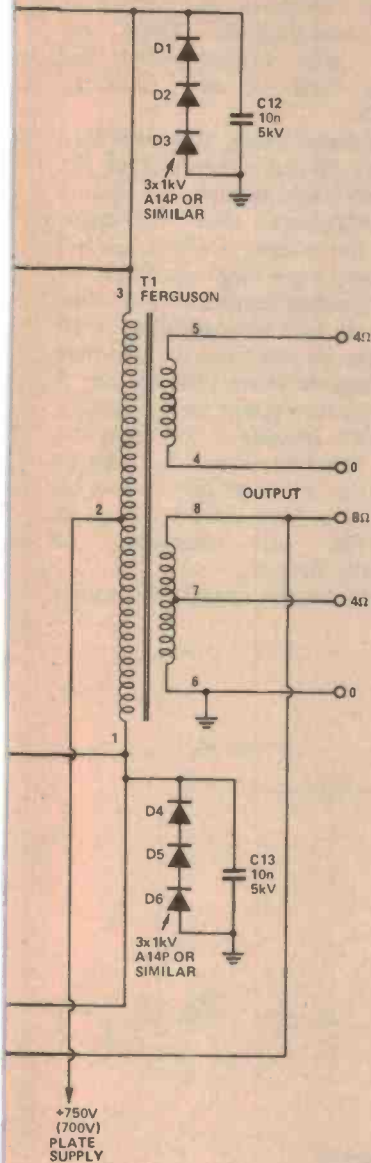 D1
D2
D3
C12
10n
5kV
3x1kV
A14P OR
SIMILAR
T1
FERGUSON
3
5
4Ω
4
0
OUTPUT
2
8
8Ω
7
4Ω
6
0
1
D4
D5
D6
C13
10n
5kV
3x1kV
A14P OR
SIMILAR
+750V
(700V)
PLATE
SUPPLY